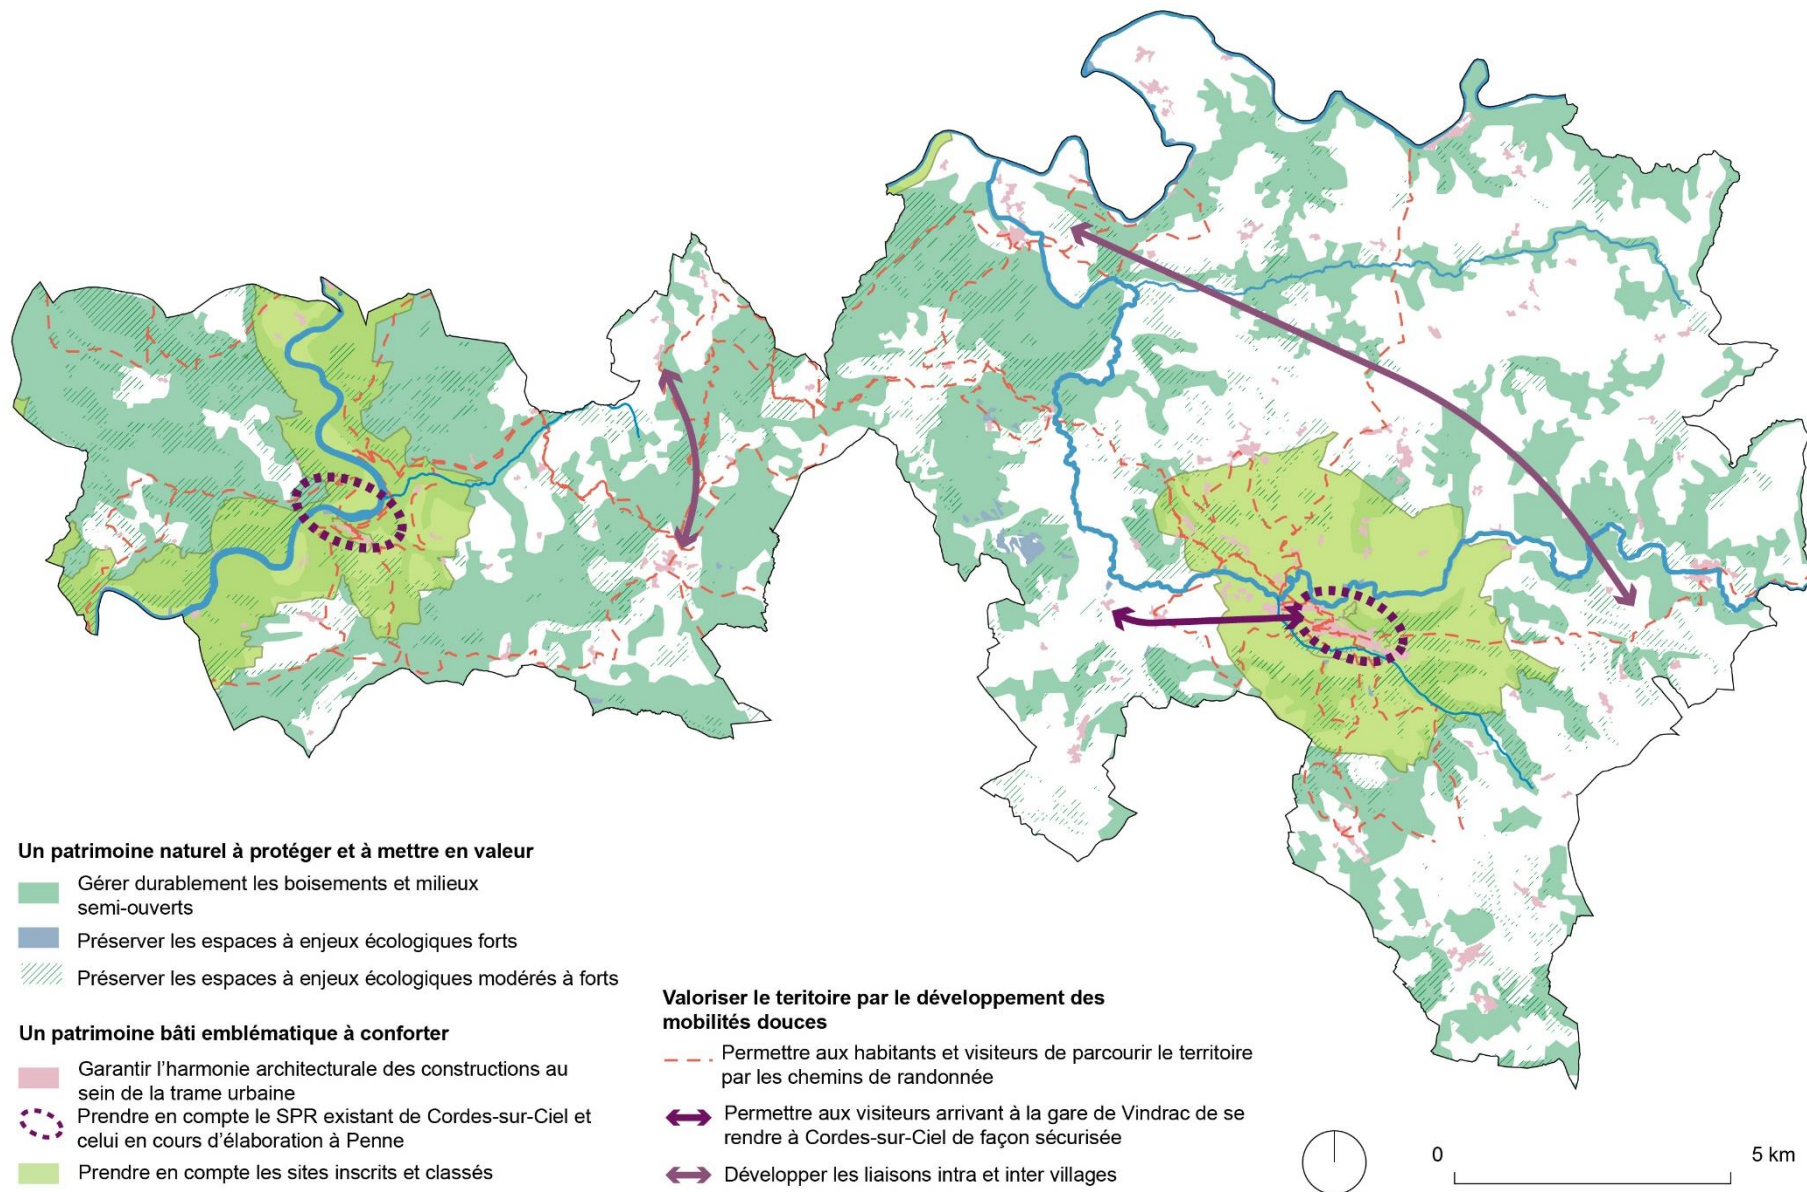 Un patrimoine naturel à protéger et à mettre en valeur
Gérer durablement les boisements et milieux
semi-ouverts
Préserver les espaces à enjeux écologiques forts
Préserver les espaces à enjeux écologiques modérés à forts
Un patrimoine bâti emblématique à conforter
Garantir l'harmonie architecturale des constructions au
sein de la trame urbaine
Prendre en compte le SPR existant de Cordes-sur-Ciel et
celui en cours d'élaboration à Penne
Prendre en compte les sites inscrits et classés
Valoriser le teritoire par le développement des
mobilités douces
Permettre aux habitants et visiteurs de parcourir le territoire
par les chemins de randonnée
Permettre aux visiteurs arrivant à la gare de Vindrac de se
rendre à Cordes-sur-Ciel de façon sécurisée
Développer les liaisons intra et inter villages
0 5 km